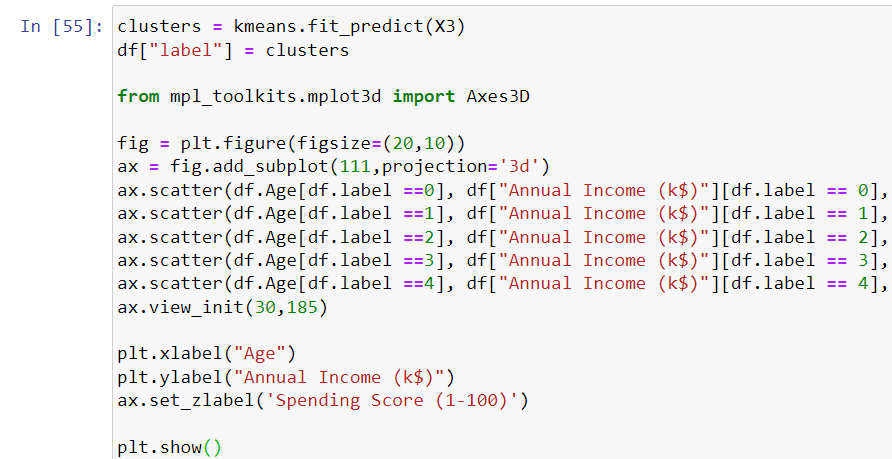 In [55]: clusters = kmeans.fit_predict(X3)
df["label"] = clusters
from mpl_toolkits.mplot3d import Axes3D
fig = plt.figure(figsize=(20,10))
ax = fig.add_subplot(111,projection='3d')
ax.scatter(df.Age[df.label ==0], df["Annual Income (k$)"][df.label == 0],
ax.scatter(df.Age[df.label ==1], df["Annual Income (k$)"][df.label == 1],
ax.scatter(df.Age[df.label ==2], df["Annual Income (k$)"][df.label == 2],
ax.scatter(df.Age[df.label ==3], df["Annual Income (k$)"][df.label == 3],
ax.scatter(df.Age[df.label ==4], df["Annual Income (k$)"][df.label == 4],
ax.view_init(30,185)
plt.xlabel("Age")
plt.ylabel("Annual Income (k$)")
ax.set_zlabel('Spending Score (1-100)')
plt.show()